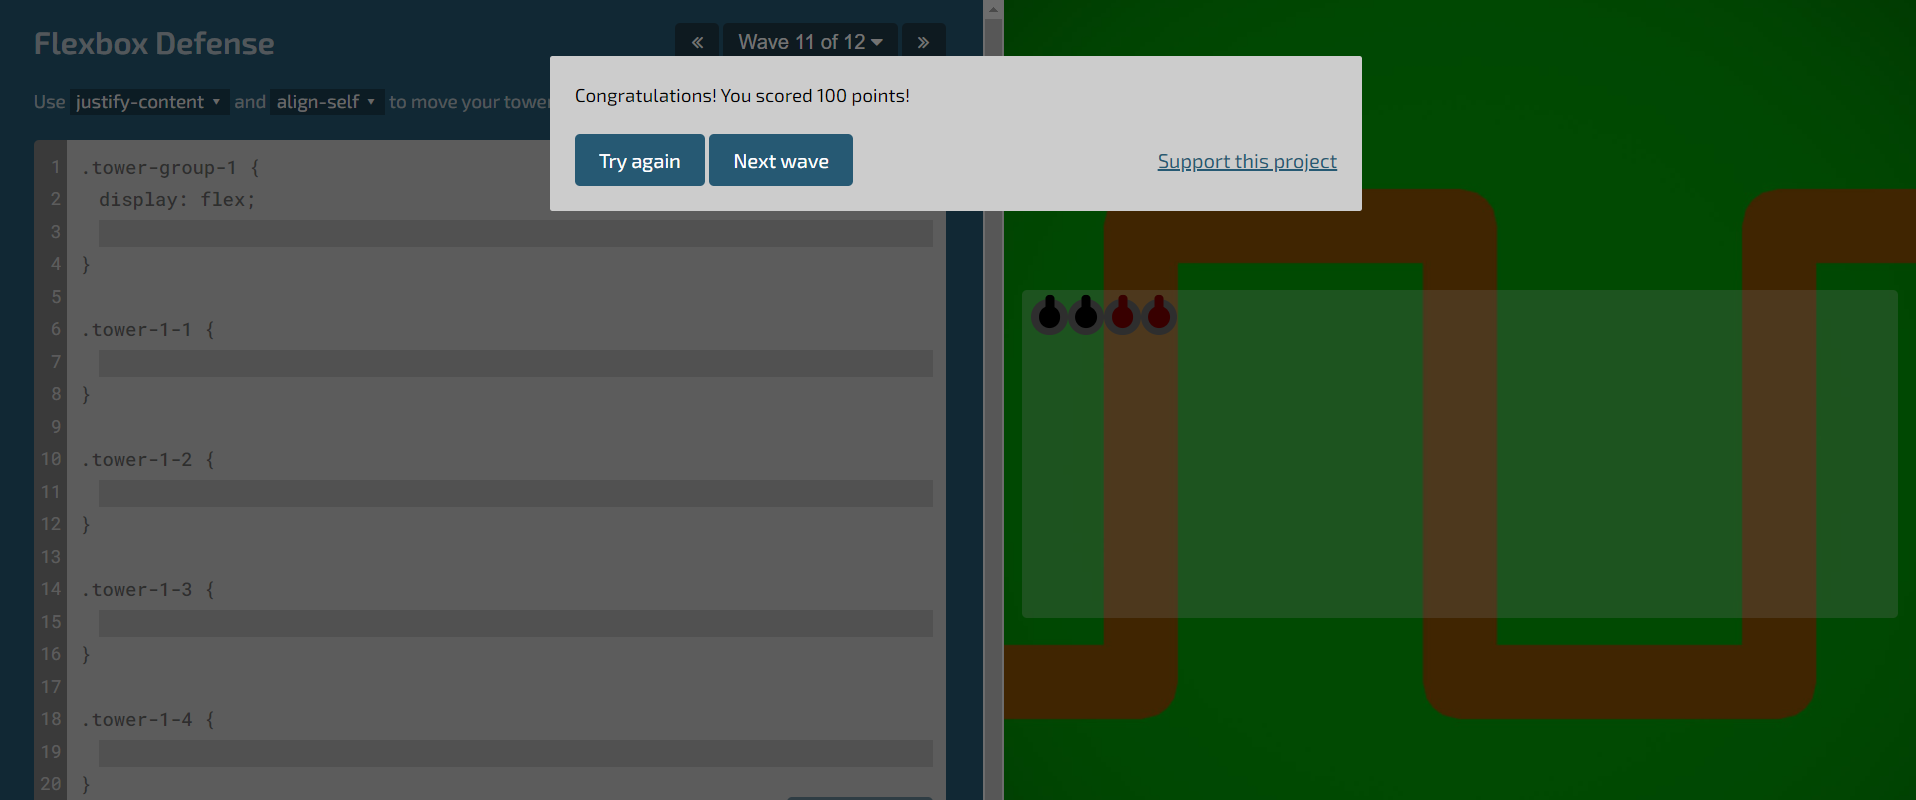 Flexbox Defense
« Wave 11 of 12 »
Use justify-content and align-self to move your tower
Congratulations! You scored 100 points!
Try again Next wave Support this project
1 .tower-group-1 {
2 display: flex;
3
4 }
5
6 .tower-1-1 {
7
8 }
9
10 .tower-1-2 {
11
12 }
13
14 .tower-1-3 {
15
16 }
17
18 .tower-1-4 {
19
20 }